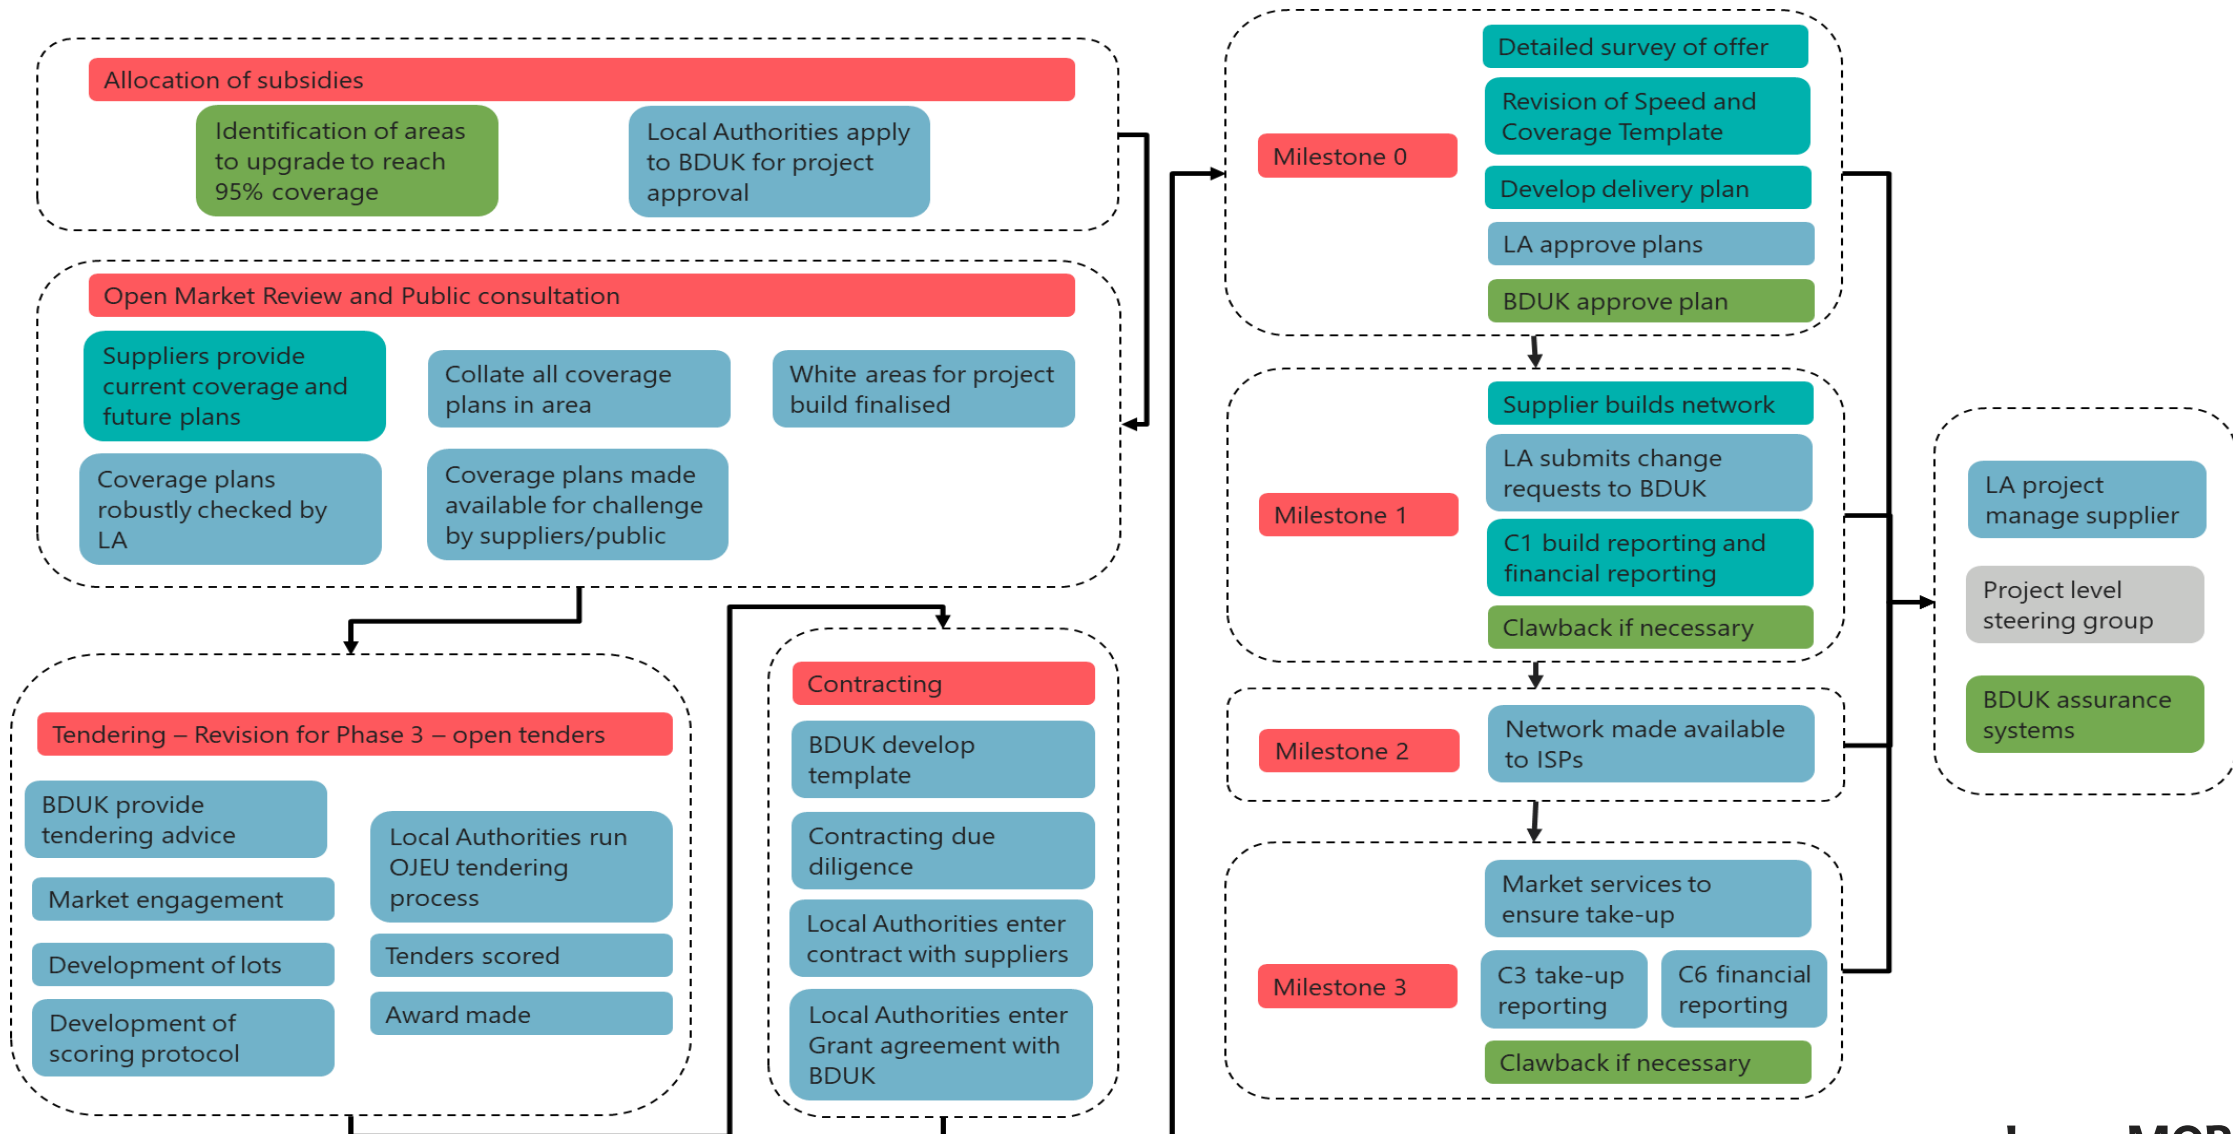 Allocation of subsidies
Identification of areas
to upgrade to reach
95% coverage
Local Authorities apply
to BDUK for project
approval
Open Market Review and Public consultation
Suppliers provide
current coverage and
future plans
Collate all coverage
plans in area
White areas for project
build finalised
Coverage plans
robustly checked by
LA
Coverage plans made
available for challenge
by suppliers/public
Tendering – Revision for Phase 3 – open tenders
BDUK provide
tendering advice
Market engagement
Development of lots
Development of
scoring protocol
Local Authorities run
OJEU tendering
process
Tenders scored
Award made
Contracting
BDUK develop
template
Contracting due
diligence
Local Authorities enter
contract with suppliers
Local Authorities enter
Grant agreement with
BDUK
Milestone 0
Detailed survey of offer
Revision of Speed and
Coverage Template
Develop delivery plan
LA approve plans
BDUK approve plan
Milestone 1
Supplier builds network
LA submits change
requests to BDUK
C1 build reporting and
financial reporting
Clawback if necessary
Milestone 2
Network made available
to ISPs
Milestone 3
Market services to
ensure take-up
C3 take-up
reporting
C6 financial
reporting
Clawback if necessary
LA project
manage supplier
Project level
steering group
BDUK assurance
systems